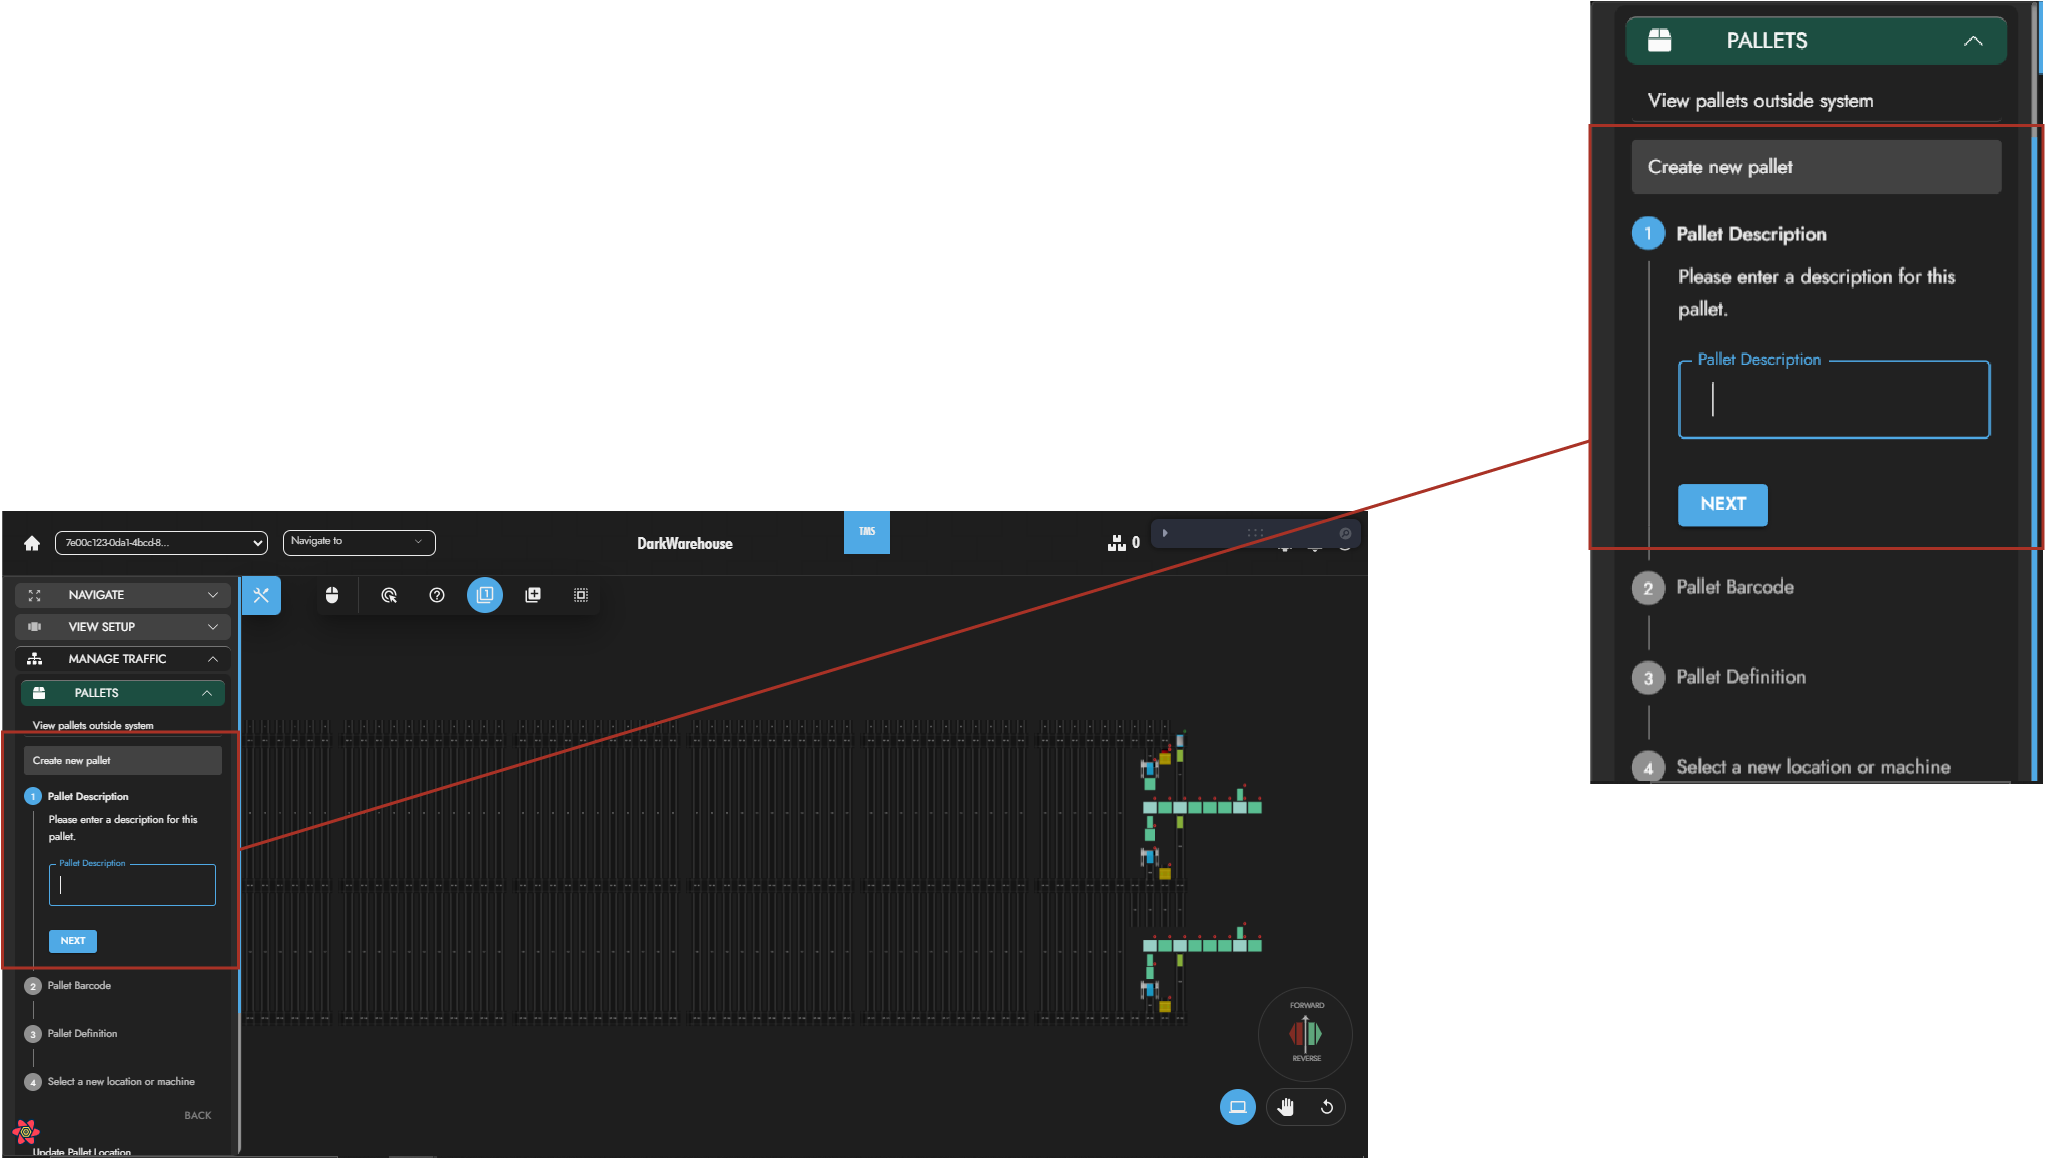 PALLETS
View pallets outside system
Create new pallet
1 Pallet Description
Please enter a description for this
pallet.
Pallet Description
NEXT
2 Pallet Barcode
3 Pallet Definition
4 Select a new location or machine
7e00c123-0da1-4bcd-8...
Navigate to
DarkWarehouse
TMS
0
NAVIGATE
VIEW SETUP
MANAGE TRAFFIC
PALLETS
View pallets outside system
Create new pallet
1 Pallet Description
Please enter a description for this
pallet.
Pallet Description
NEXT
2 Pallet Barcode
3 Pallet Definition
4 Select a new location or machine
BACK
Update Pallet Location
1
FORWARD
REVERSE